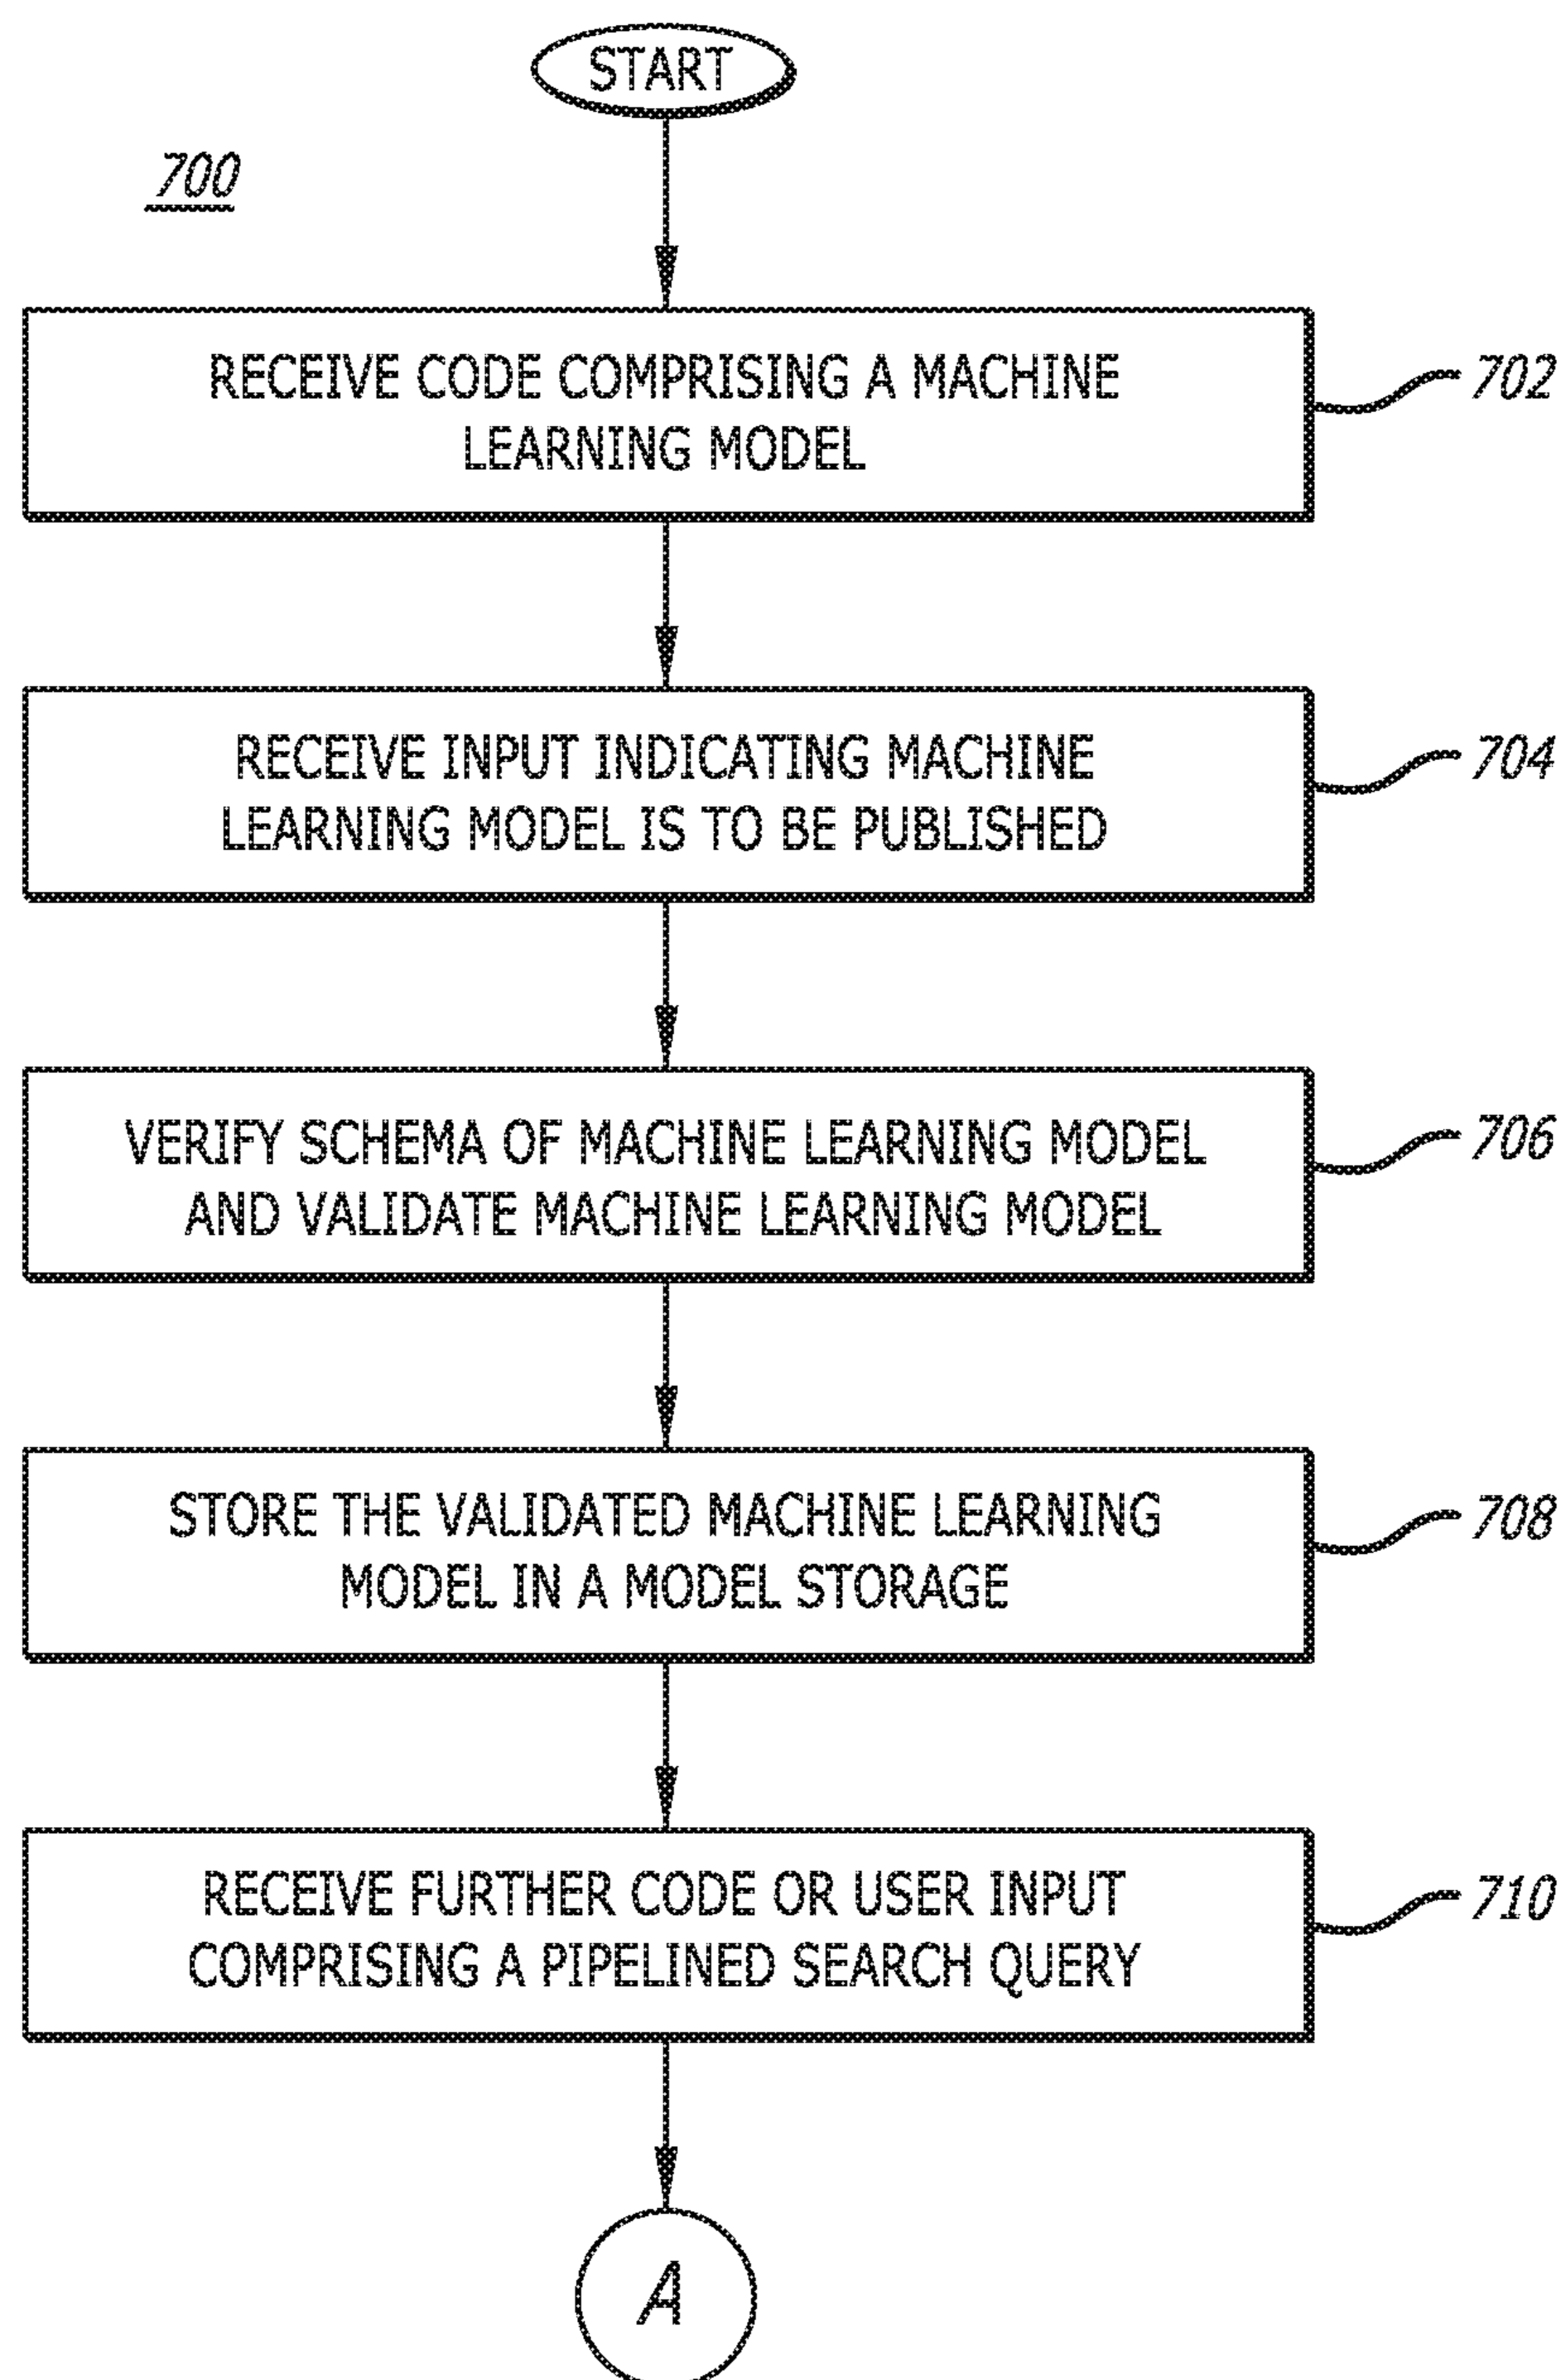 START
700
RECEIVE CODE COMPRISING A MACHINE
LEARNING MODEL
702
RECEIVE INPUT INDICATING MACHINE
LEARNING MODEL IS TO BE PUBLISHED
704
VERIFY SCHEMA OF MACHINE LEARNING MODEL
AND VALIDATE MACHINE LEARNING MODEL
706
STORE THE VALIDATED MACHINE LEARNING
MODEL IN A MODEL STORAGE
708
RECEIVE FURTHER CODE OR USER INPUT
COMPRISING A PIPELINED SEARCH QUERY
710
A